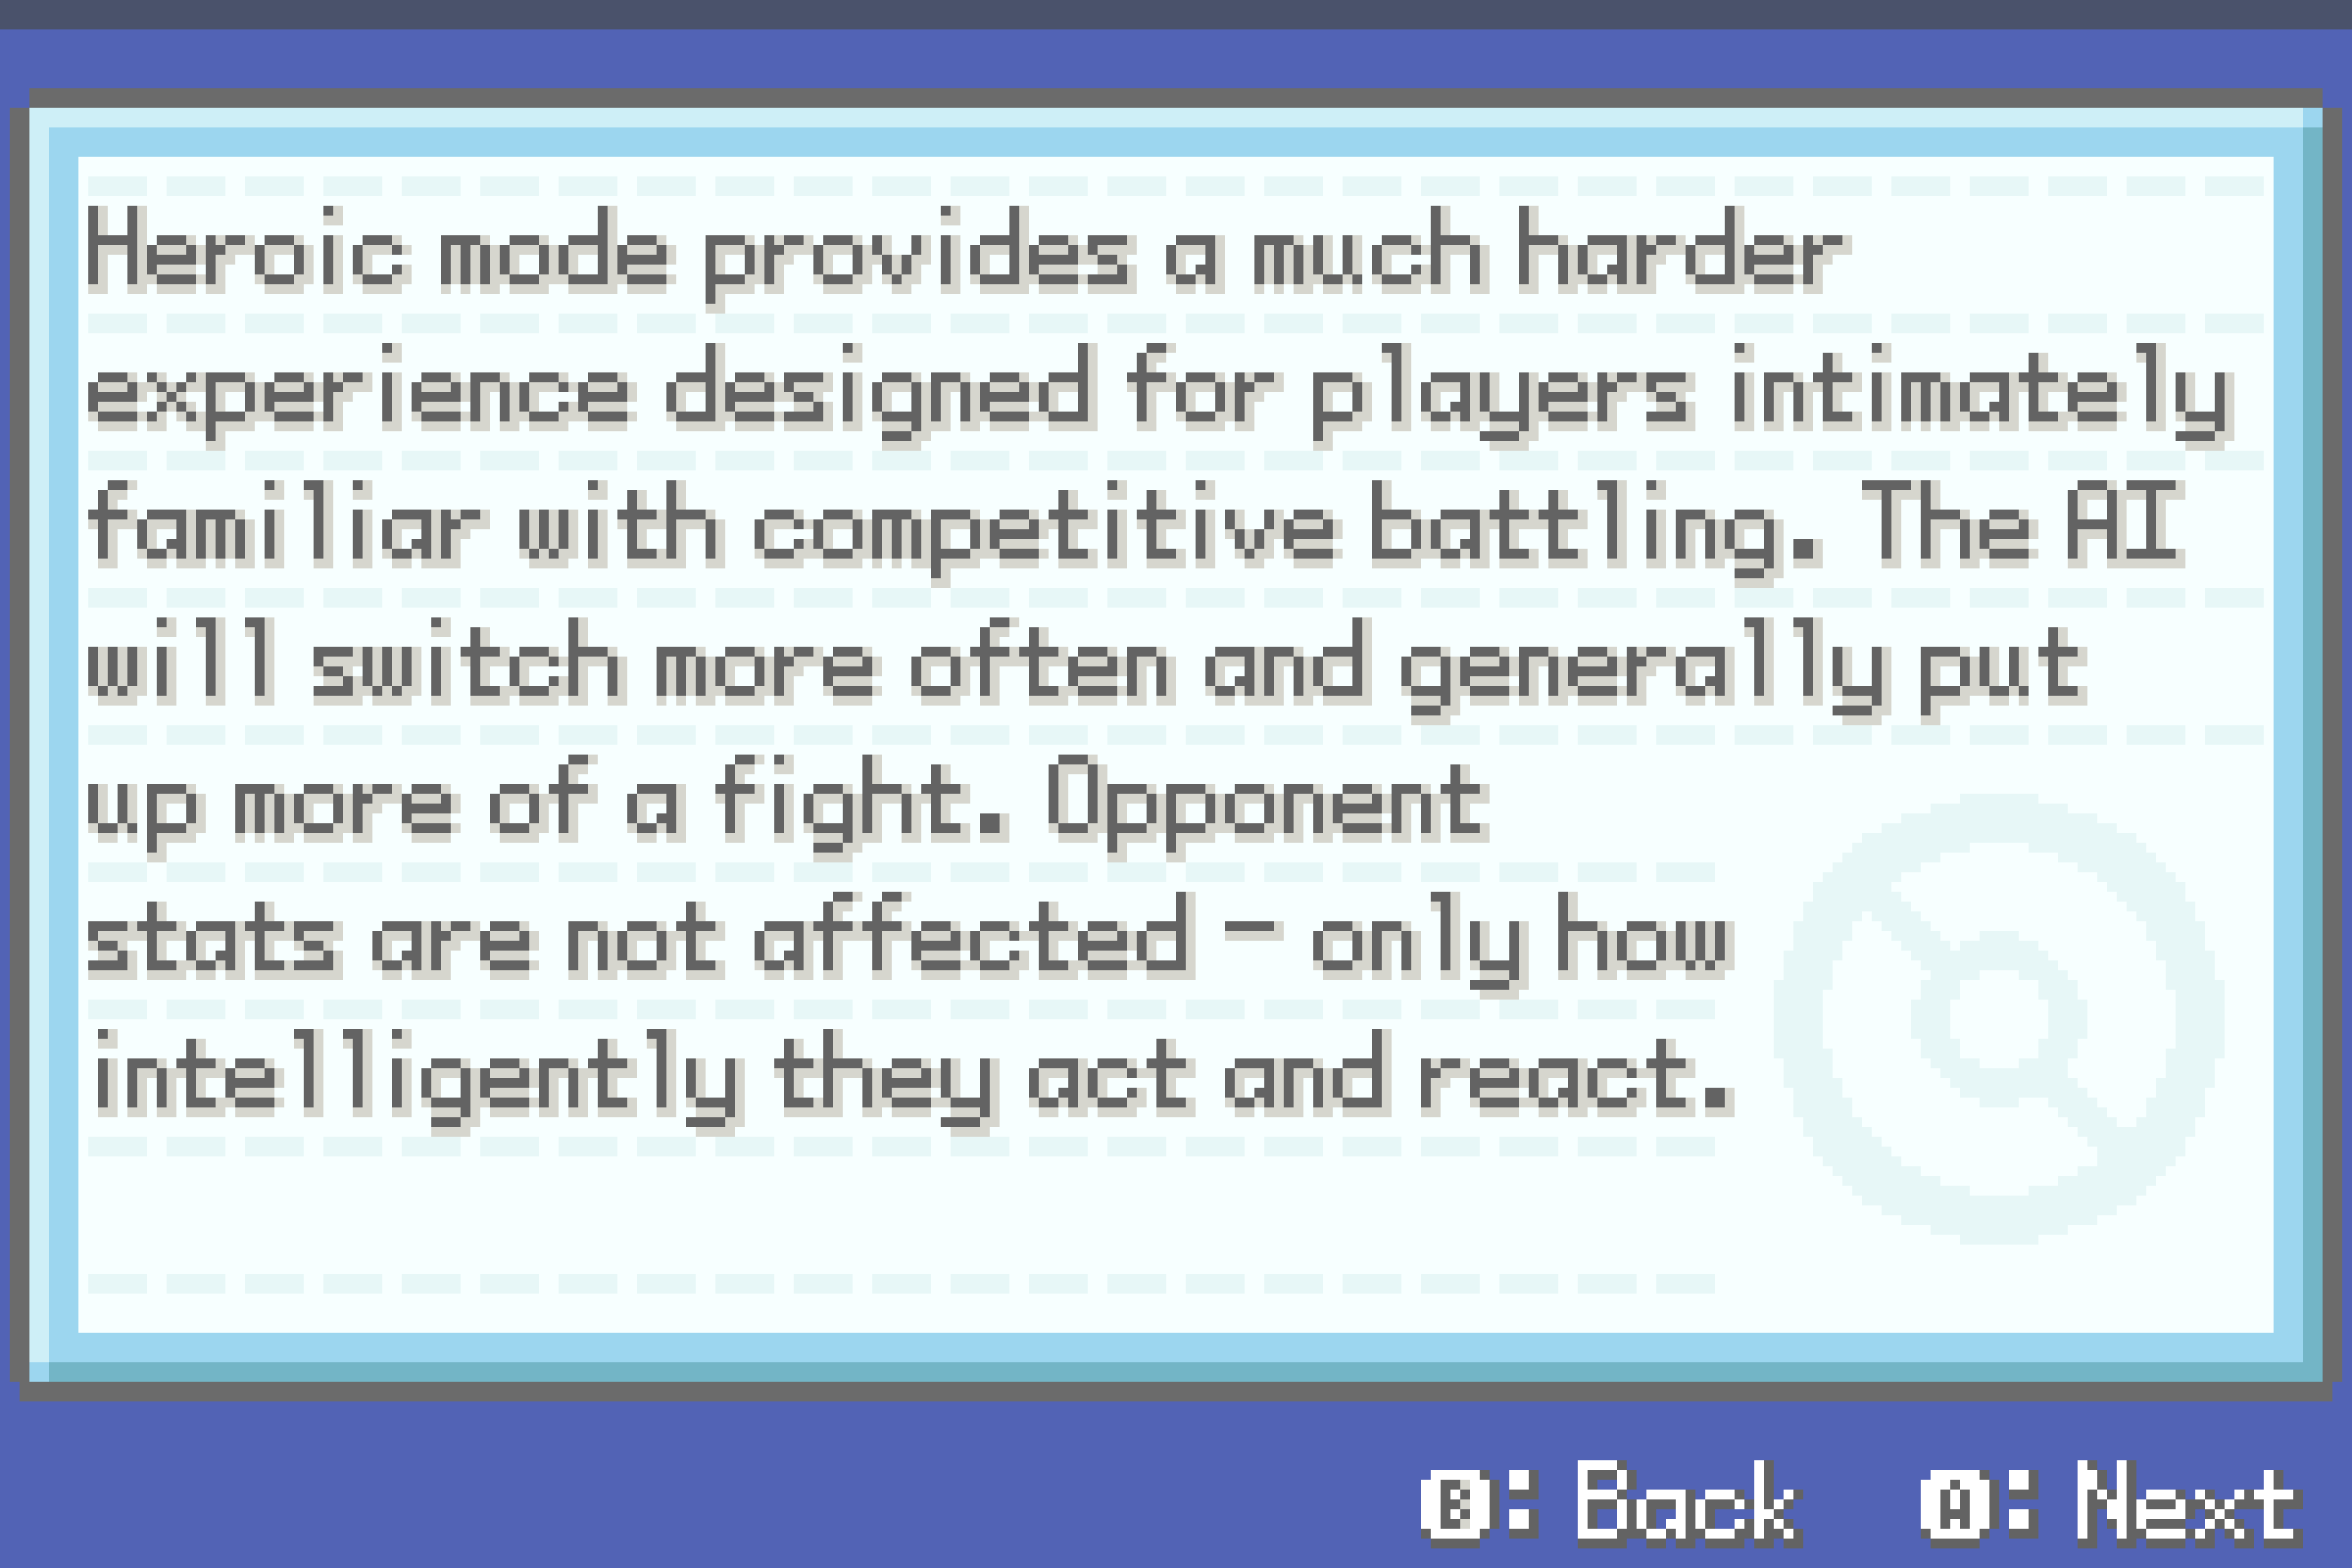 Heroic mode provides a much harder
experience designed for players intimately
familiar with competitive battling. The AI
will switch more often and generally put
up more of a fight. Opponent
stats are not affected – only how
intelligently they act and react.
B: Back A: Next